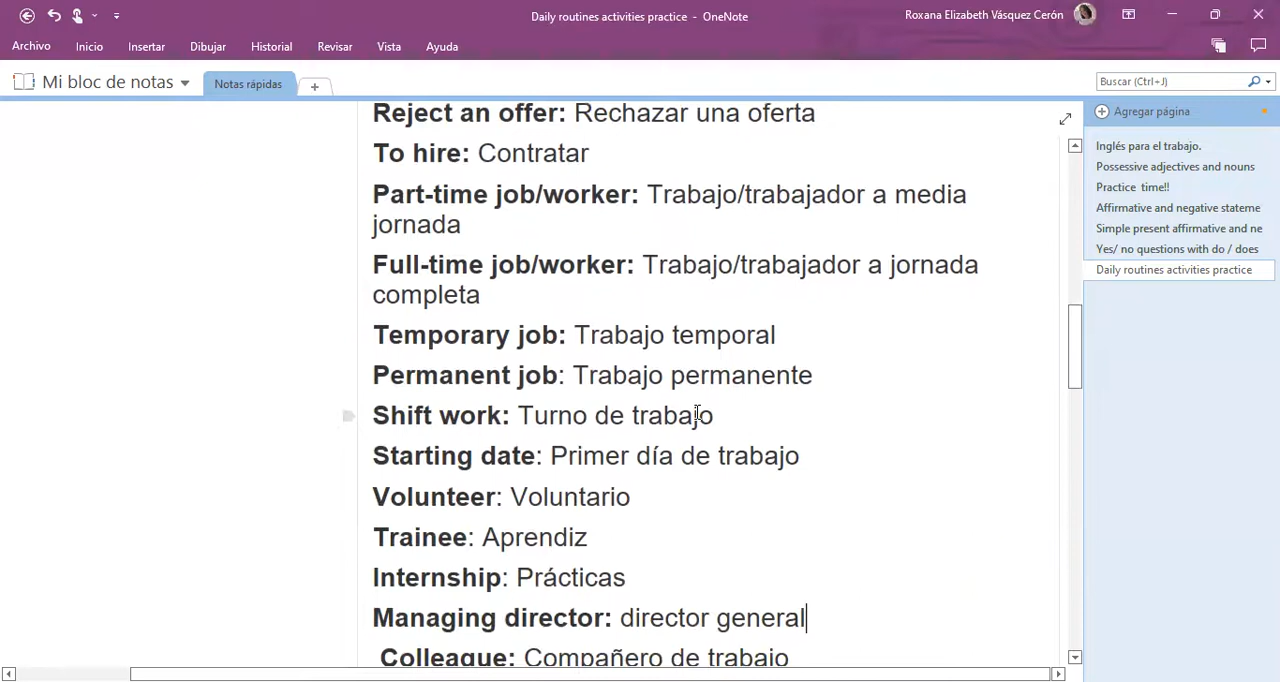 Daily routines activities practice - OneNote
Roxana Elizabeth Vásquez Cerón
Archivo Inicio Insertar Dibujar Historial Revisar Vista Ayuda
Mi bloc de notas
Notas rápidas
+
Buscar (Ctrl+J)
Reject an offer: Rechazar una oferta
To hire: Contratar
Part-time job/worker: Trabajo/trabajador a media
jornada
Full-time job/worker: Trabajo/trabajador a jornada
completa
Temporary job: Trabajo temporal
Permanent job: Trabajo permanente
Shift work: Turno de trabajo
Starting date: Primer día de trabajo
Volunteer: Voluntario
Trainee: Aprendiz
Internship: Prácticas
Managing director: director general
Colleague: Compañero de trabajo
Agregar página
Inglés para el trabajo.
Possessive adjectives and nouns
Practice time!!
Affirmative and negative stateme
Simple present affirmative and ne
Yes/ no questions with do / does
Daily routines activities practice